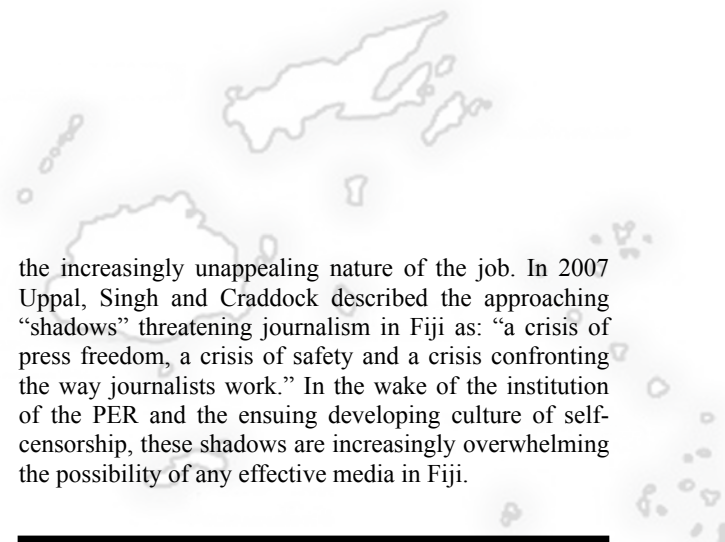 the increasingly unappealing nature of the job. In 2007
Uppal, Singh and Craddock described the approaching
“shadows” threatening journalism in Fiji as: “a crisis of
press freedom, a crisis of safety and a crisis confronting
the way journalists work.” In the wake of the institution
of the PER and the ensuing developing culture of self-
censorship, these shadows are increasingly overwhelming
the possibility of any effective media in Fiji.